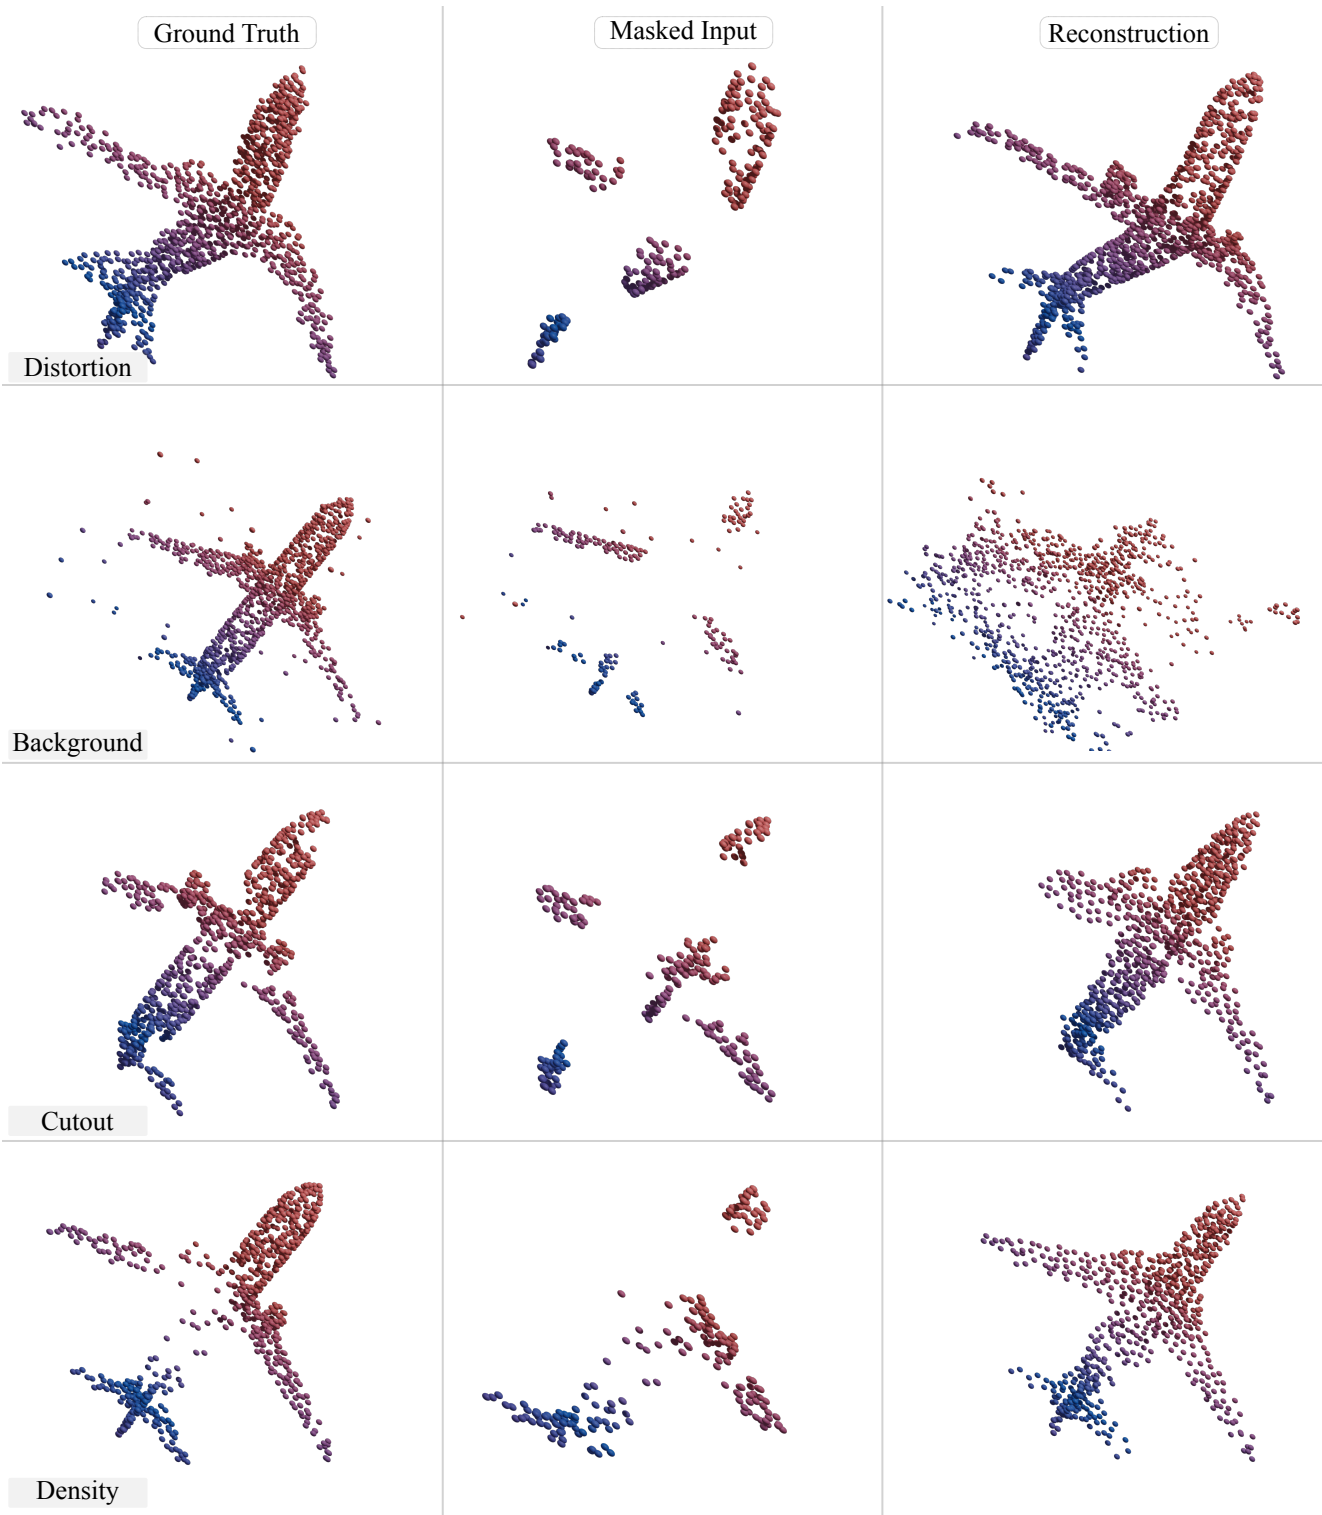 Ground Truth
Masked Input
Reconstruction
Distortion
Background
Cutout
Density